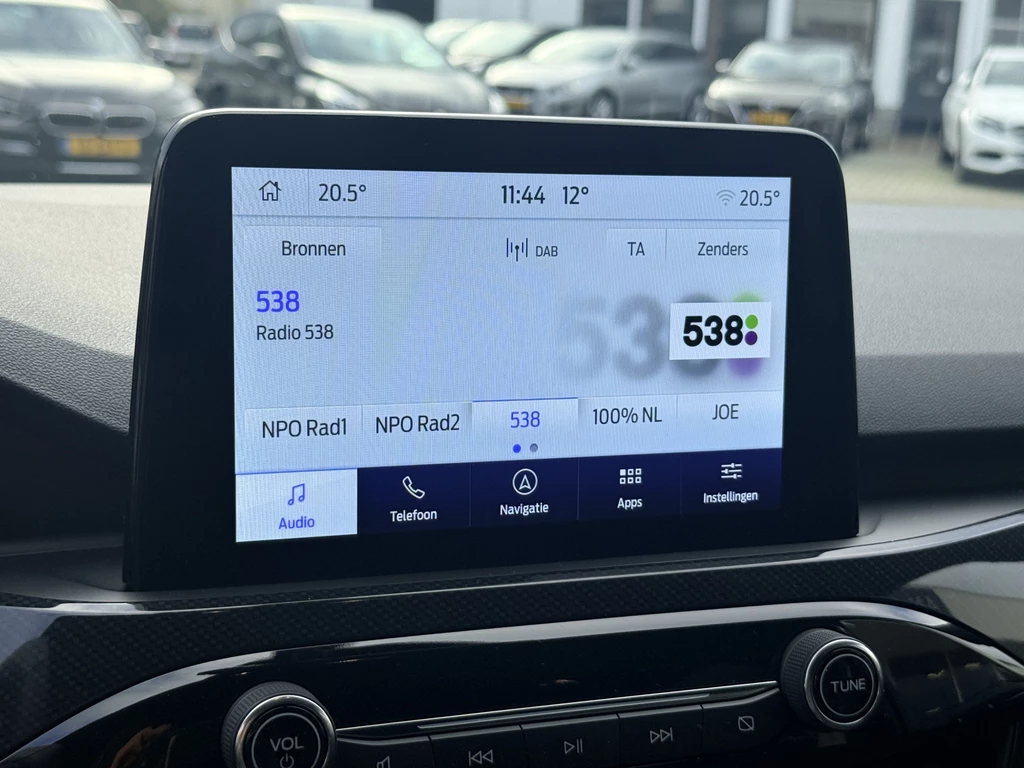 20.5° 11:44 12° 20.5°
Bronnen DAB TA Zenders
538
Radio 538
538
NPO Rad1 NPO Rad2 538 100% NL JOE
Audio Telefoon Navigatie Apps Instellingen
VOL TUNE